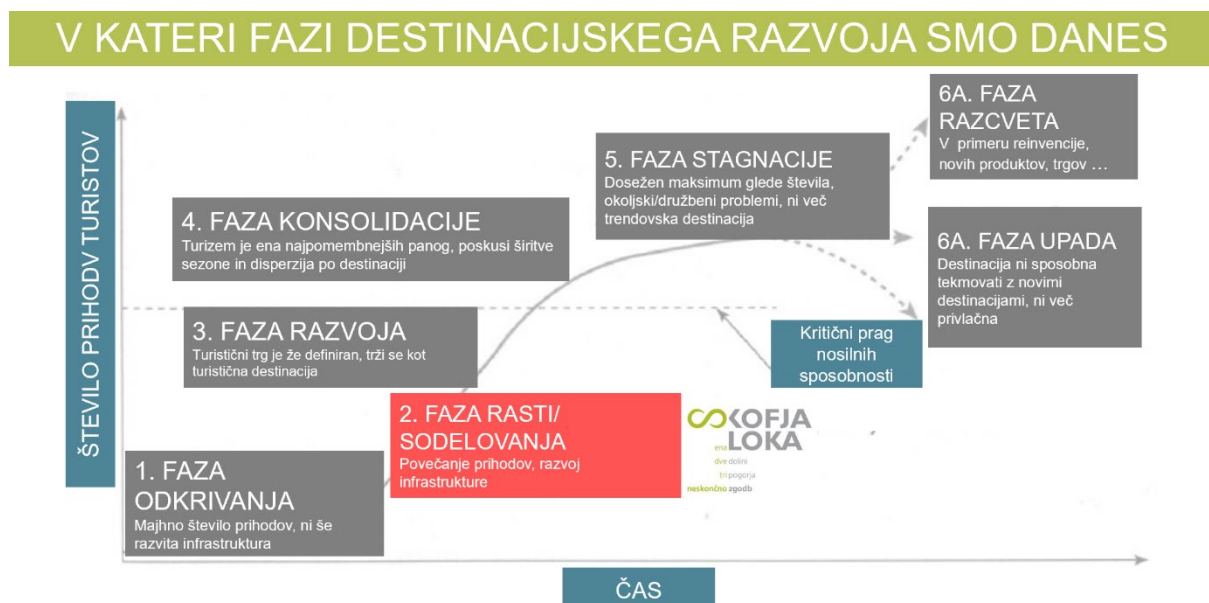 V KATERI FAZI DESTINACIJSKEGA RAZVOJA SMO DANES
ŠTEVILO PRIHODV TURISTOV
6A. FAZA
RAZCVETA
V primeru reinvencije,
novih produktov, trgov …
5. FAZA STAGNACIJE
Dosežen maksimum glede števila,
okoljski/družbeni problemi, ni več
trendovska destinacija
4. FAZA KONSOLIDACIJE
Turizem je ena najpomembnejših panog, poskusi širitve
sezone in disperzija po destinaciji
6A. FAZA UPADA
Destinacija ni sposobna
tekmovati z novimi
destinacijami, ni več
privlačna
3. FAZA RAZVOJA
Turistični trg je že definiran, trži se kot
turistična destinacija
Kritični prag
nosilnih
sposobnosti
2. FAZA RASTI/
SODELOVANJA
Povečanje prihodov, razvoj
infrastrukture
ŠKOFJA
LOKA
ena
dve dolini
tri pogorja
neskončno zgodb
1. FAZA
ODKRIVANJA
Majhno število prihodov, ni še
razvita infrastruktura
ČAS